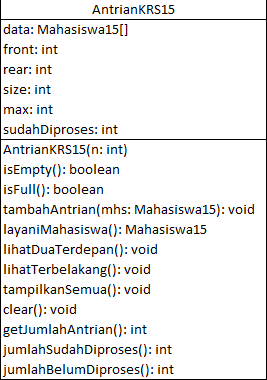 AntrianKRS15
data: Mahasiswa15[]
front: int
rear: int
size: int
max: int
sudahDiproses: int
AntrianKRS15(n: int)
isEmpty(): boolean
isFull(): boolean
tambahAntrian(mhs: Mahasiswa15): void
layaniMahasiswa(): Mahasiswa15
lihatDuaTerdepan(): void
lihatTerbelakang(): void
tampilkanSemua(): void
clear(): void
getJumlahAntrian(): int
jumlahSudahDiproses(): int
jumlahBelumDiproses(): int